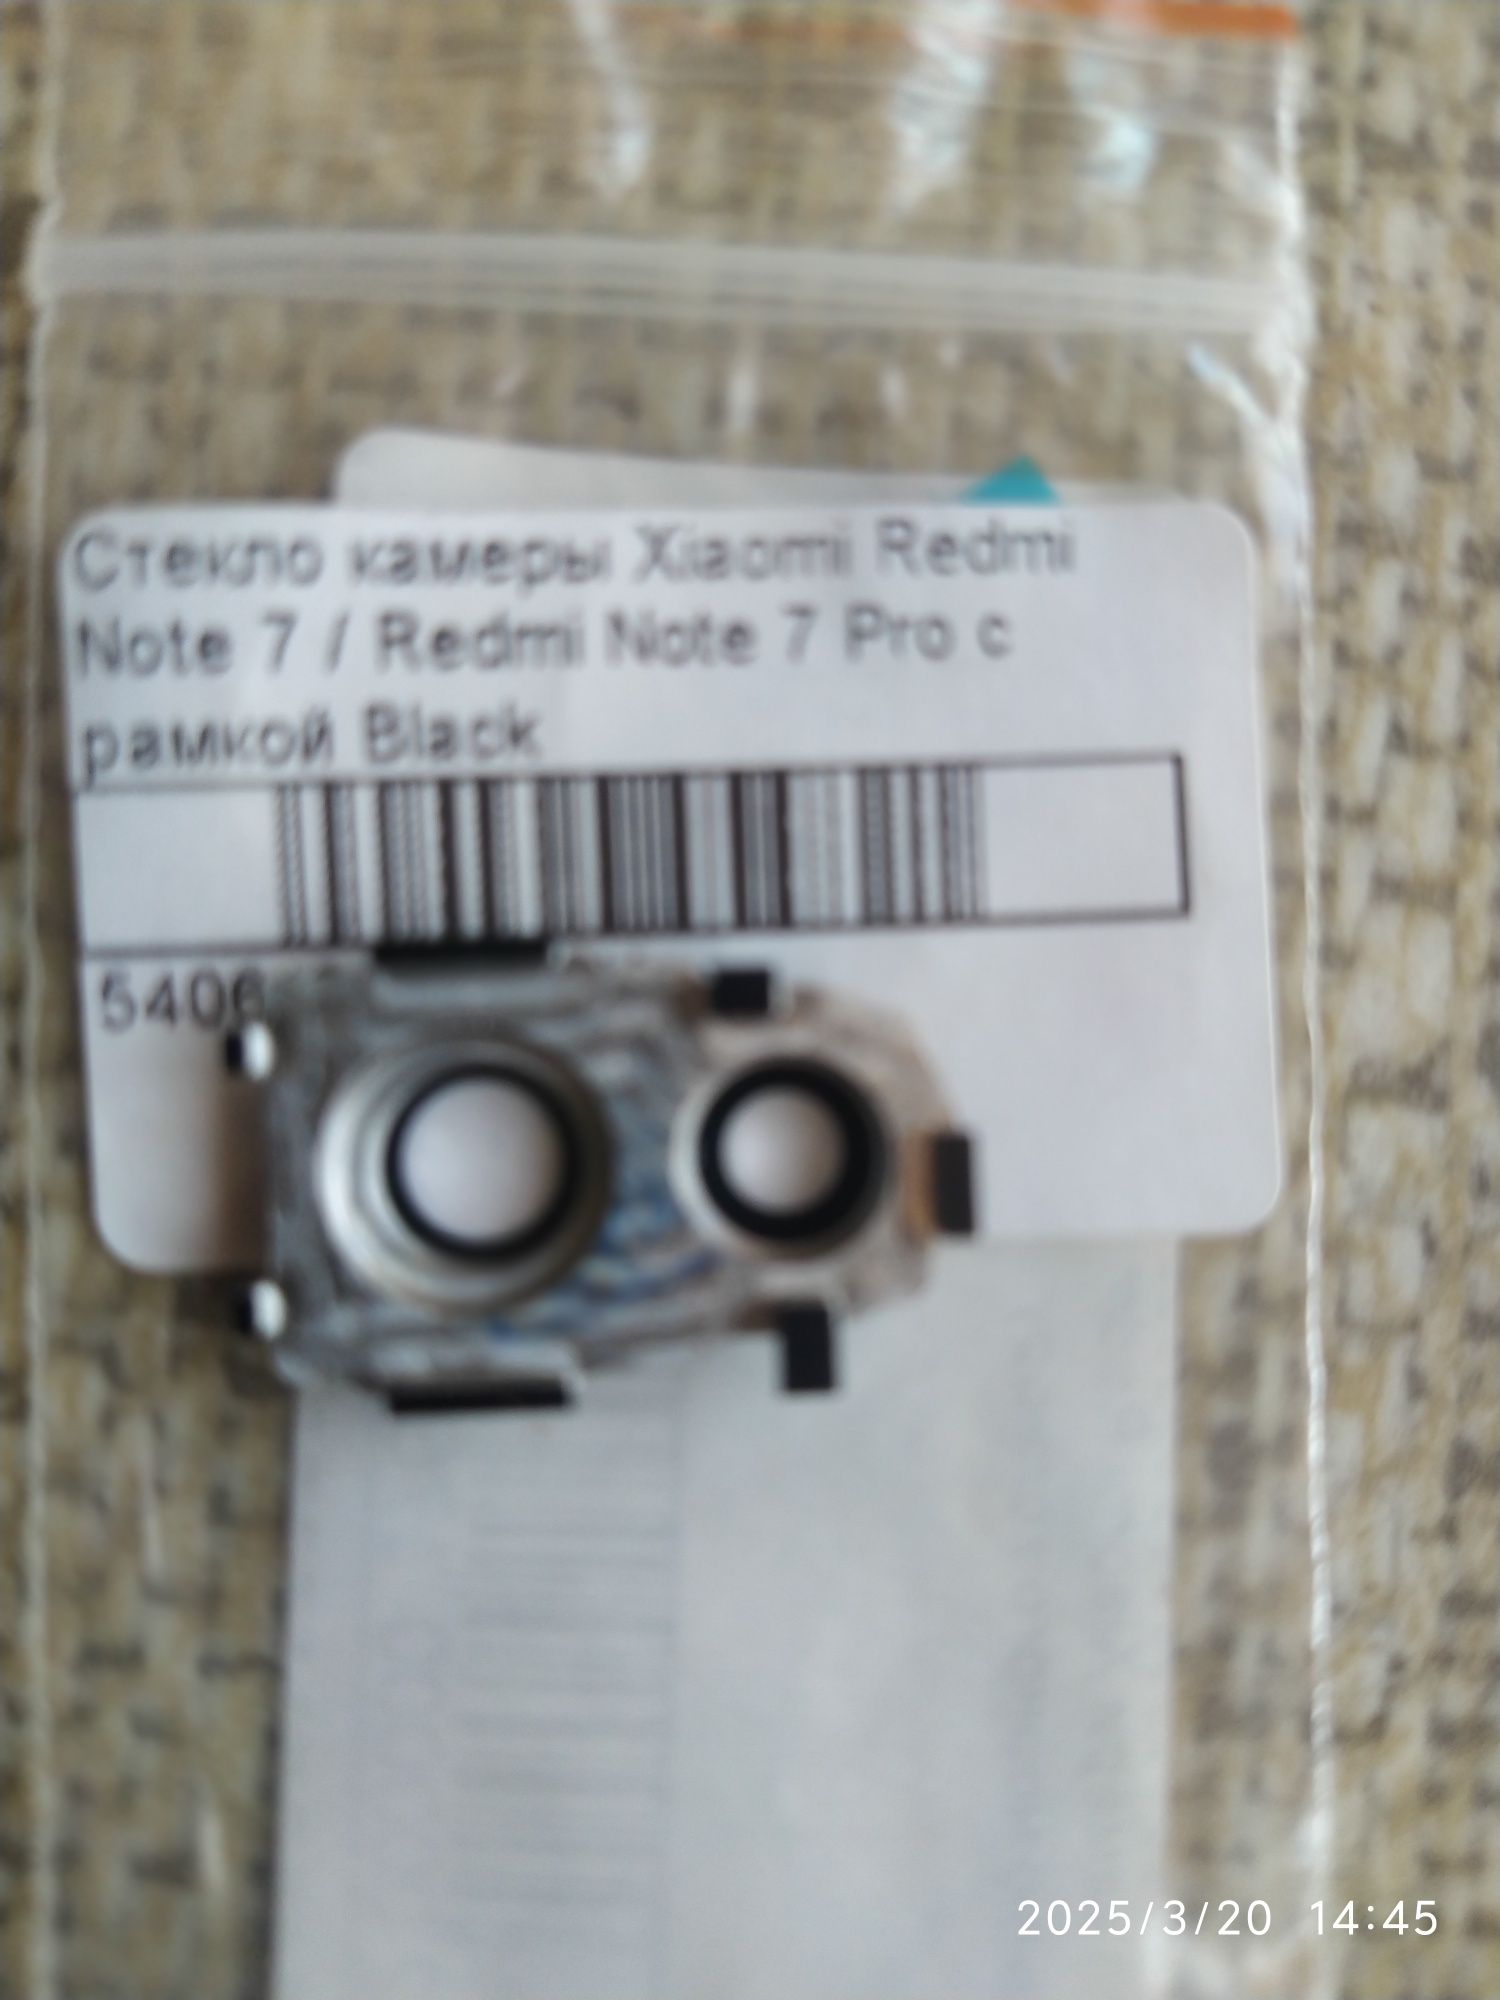 Стекло камеры Xiaomi Redmi
Note 7 / Redmi Note 7 Pro с
рамкой Black
5406
2025/3/20 14:45